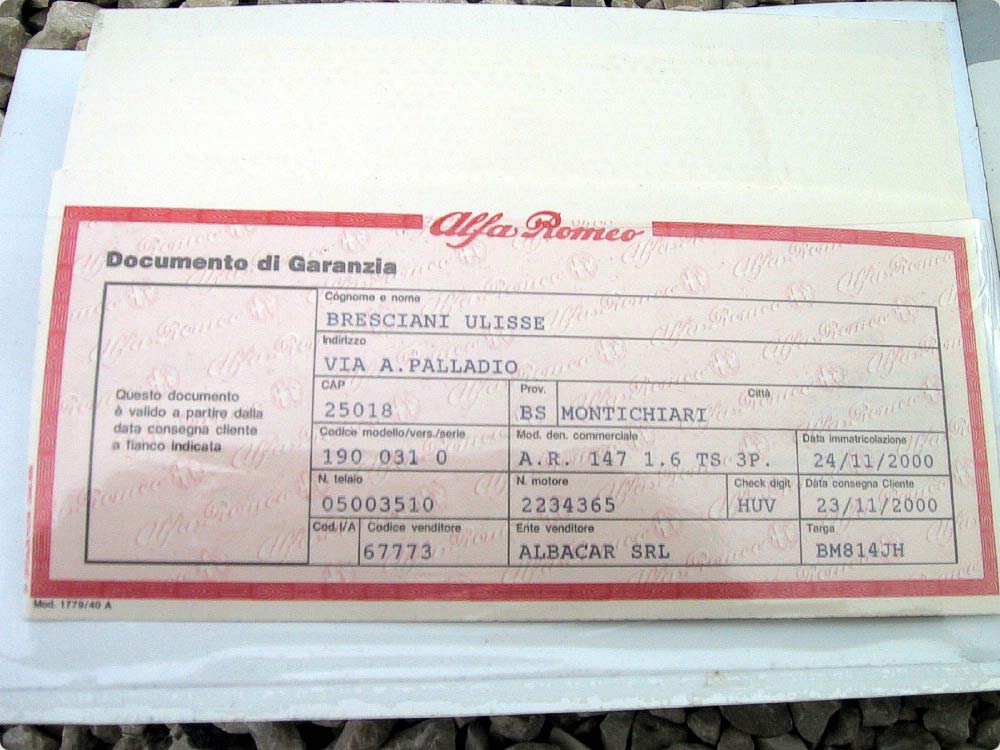 Alfa Romeo
Documento di Garanzia
Cognome e nome
BRESCIANI ULISSE
Indirizzo
VIA A.PALLADIO
Questo documento
è valido a partire dalla
data consegna cliente
a fianco indicata
CAP Prov. Città
25018 BS MONTICHIARI
Codice modello/vers./serie Mod. den. commerciale Data immatricolazione
190 031 0 A.R. 147 1.6 TS 3P. 24/11/2000
N. telaio N. motore Check digit Data consegna Cliente
05003510 2234365 HUV 23/11/2000
Cod. I/A Codice venditore Ente venditore Targa
67773 ALBACAR SRL BM814JH
Mod. 1779/40 A